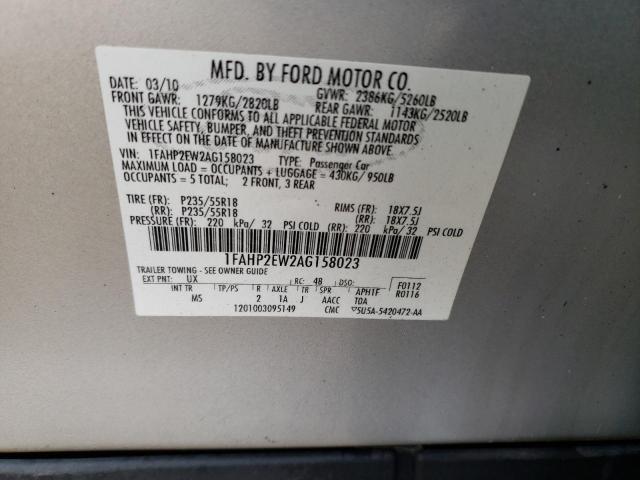 MFD. BY FORD MOTOR CO.
DATE: 03/10 GVWR: 2386KG/5260LB
FRONT GAWR: 1279KG/2820LB REAR GAWR: 1143KG/2520LB
THIS VEHICLE CONFORMS TO ALL APPLICABLE FEDERAL MOTOR
VEHICLE SAFETY, BUMPER, AND THEFT PREVENTION STANDARDS
IN EFFECT ON THE DATE OF MANUFACTURE SHOWN ABOVE.
VIN: 1FAHP2EW2AG158023 TYPE: Passenger Car
MAXIMUM LOAD = OCCUPANTS + LUGGAGE = 430KG/950LB
OCCUPANTS = 5 TOTAL; 2 FRONT, 3 REAR
TIRE (FR): P235/55R18 RIMS (FR): 18X7.5J
(RR): P235/55R18 (RR): 18X7.5J
PRESSURE (FR): 220 kPa/ 32 PSI COLD (RR): 220 kPa/ 32 PSI COLD
1FAHP2EW2AG158023
TRAILER TOWING - SEE OWNER GUIDE
EXT PNT: UX RC: 48 DSO: F0112
INT TR TP/PS R AXLE TR SPR APH1F R0116
MS 2 1A J AACC TDA
1201003095149 CMC ▽5U5A-5420472-AA